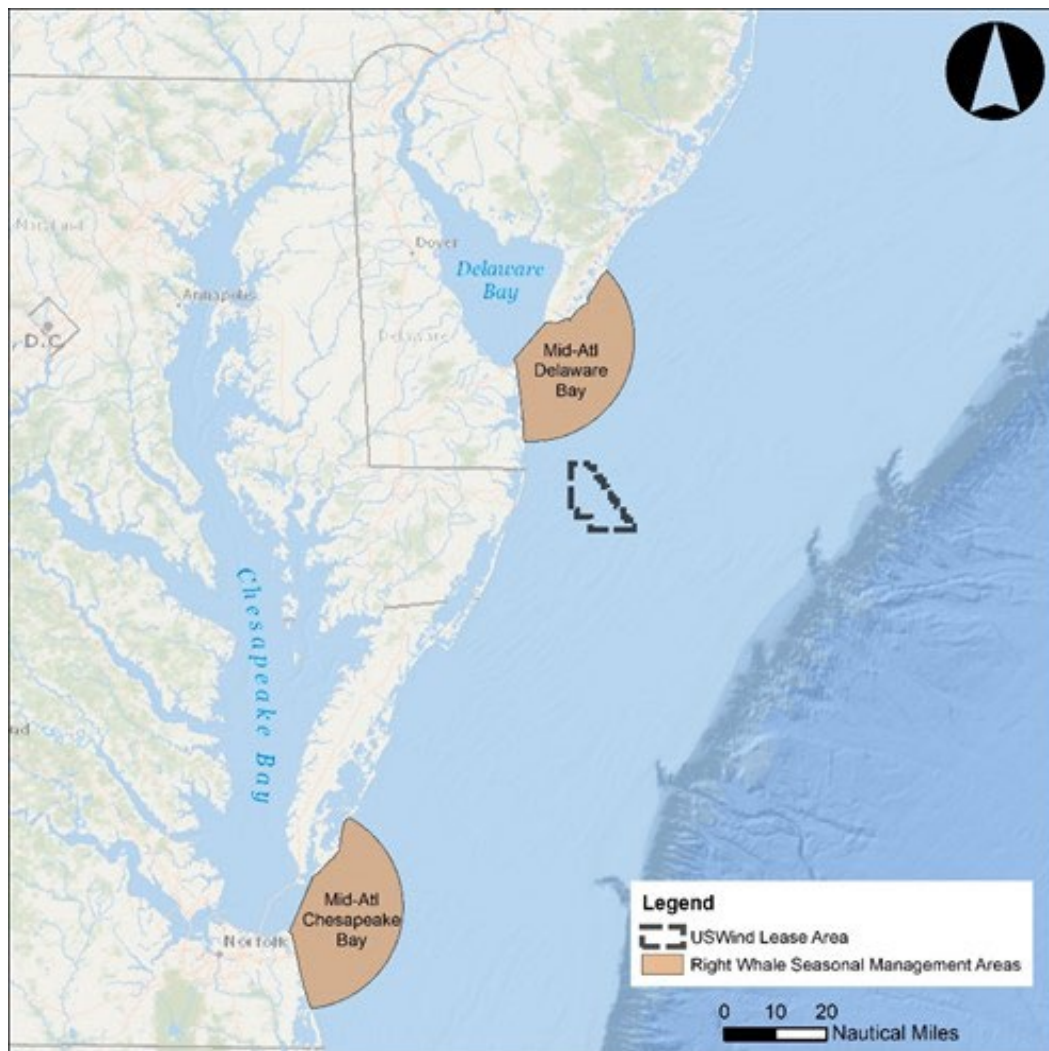 Maryland
Dover
Delaware
Bay
Annapolis
, D.C.
Delaware
Mid-Atl
Delaware
Bay
Chesapeake Bay
Mid-Atl
Chesapeake
Bay
Norfolk
Legend
USWind Lease Area
Right Whale Seasonal Management Areas
0 10 20
Nautical Miles